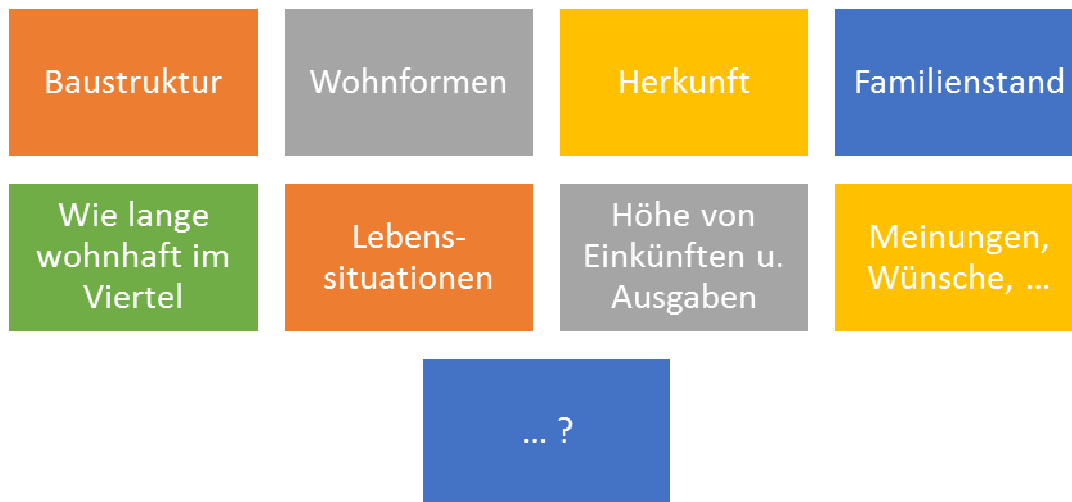 Baustruktur
Wohnformen
Herkunft
Familienstand
Wie lange
wohnhaft im
Viertel
Lebens-
situationen
Höhe von
Einkünften u.
Ausgaben
Meinungen,
Wünsche, …
… ?